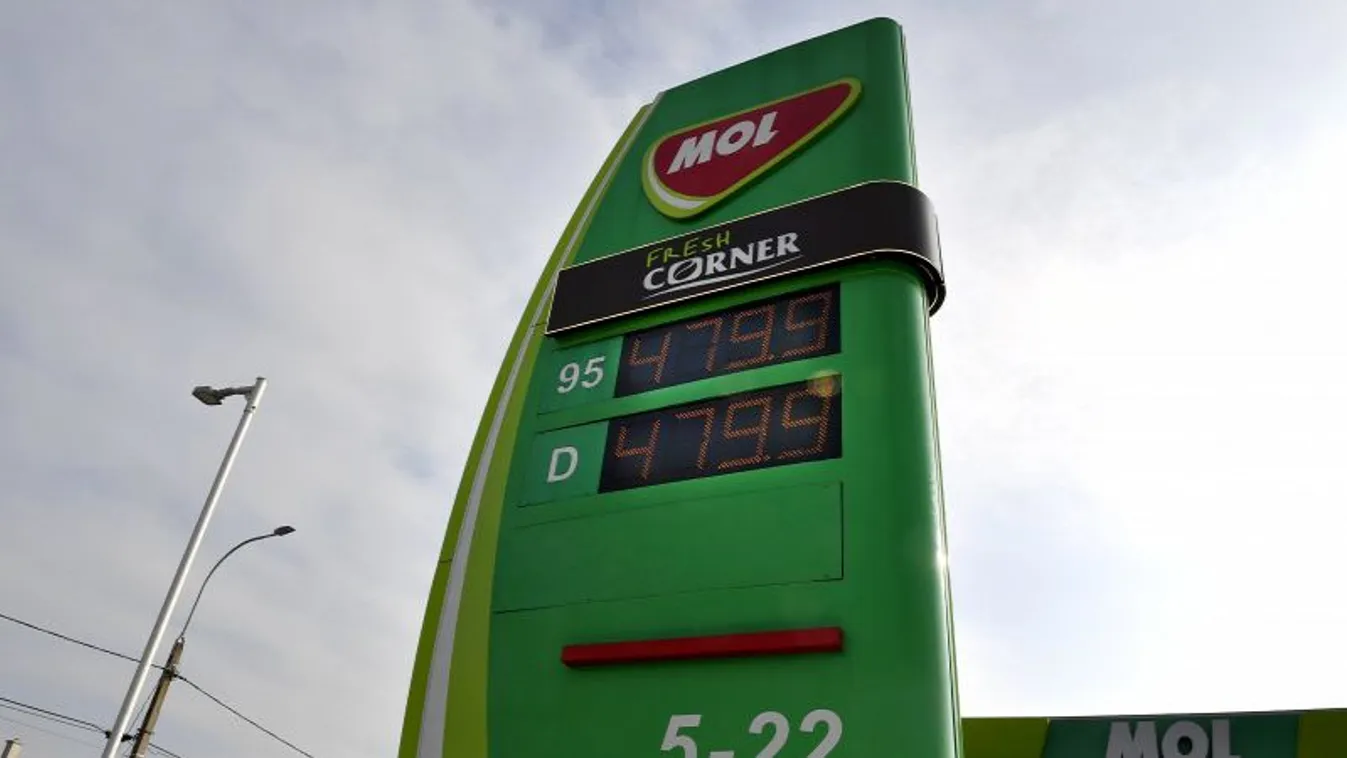 MOL
FRESH
CORNER
95 479.9
D 479.9
5-22
MOL